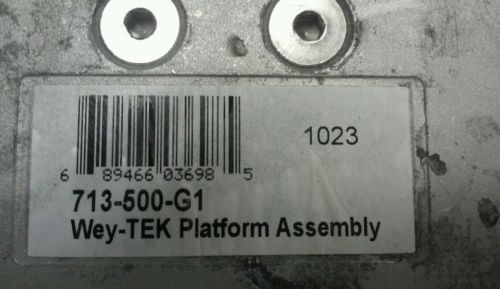 1023
6 89466 03698 5
713-500-G1
Wey-TEK Platform Assembly